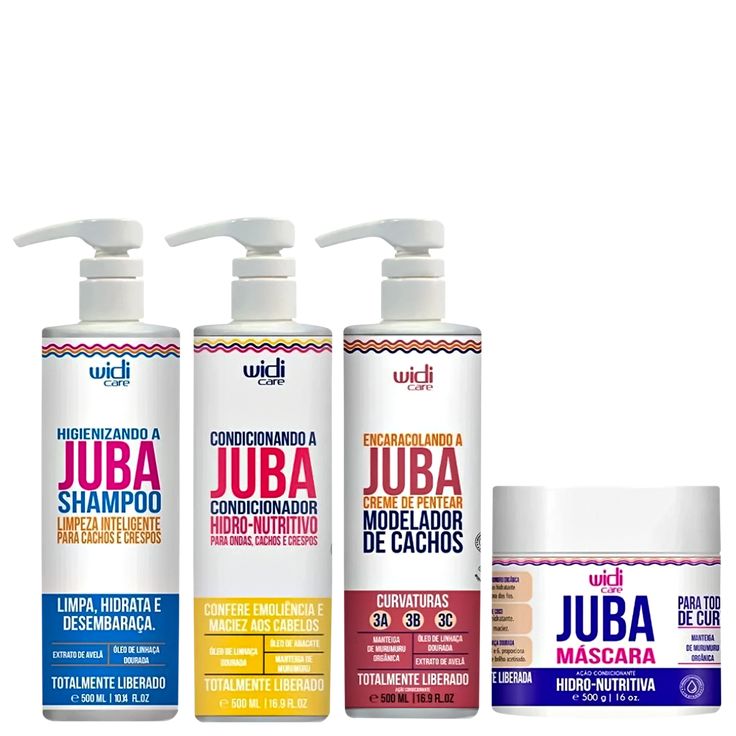 widi
care
HIGIENIZANDO A
JUBA
SHAMPOO
LIMPEZA INTELIGENTE
PARA CACHOS E CRESPOS
LIMPA, HIDRATA E
DESEMBARAÇA.
EXTRATO DE AVELÃ
ÓLEO DE LINHAÇA
DOURADA
TOTALMENTE LIBERADO
℮ 500 ML | 10.14 FL.OZ
widi
care
CONDICIONANDO A
JUBA
CONDICIONADOR
HIDRO-NUTRITIVO
PARA ONDAS, CACHOS E CRESPOS
CONFERE EMOLIÊNCIA E
MACIEZ AOS CABELOS
ÓLEO DE LINHAÇA
DOURADA
ÓLEO DE ABACATE
MANTEIGA DE
MURUMURU
TOTALMENTE LIBERADO
℮ 500 ML | 16.9 FL.OZ
widi
care
ENCARACOLANDO A
JUBA
CREME DE PENTEAR
MODELADOR
DE CACHOS
CURVATURAS
3A 3B 3C
MANTEIGA
DE MURUMURU
ORGÂNICA
ÓLEO DE LINHAÇA
DOURADA
EXTRATO DE AVELÃ
TOTALMENTE LIBERADO
AÇÃO CONDICIONANTE
℮ 500 ML | 16.9 FL.OZ
widi
care
JUBA
MÁSCARA
AÇÃO CONDICIONANTE
HIDRO-NUTRITIVA
℮ 500 g | 16 oz.
PARA TOD
DE CUR
MANTEIGA
DE MURUMURU
ORGÂNICA
E LIBERADA